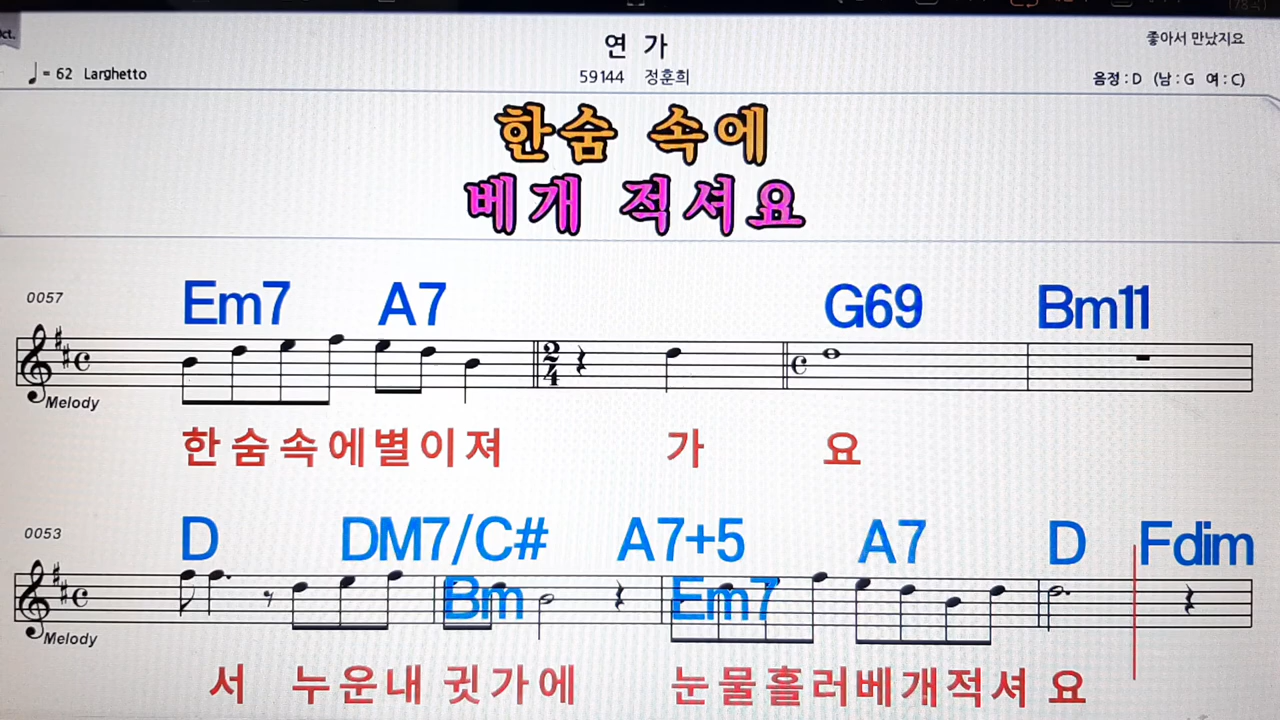 연 가
좋아서 만났지요
♩= 62 Larghetto
59144 정훈희
음정 : D (남 : G 여 : C)
한숨 속에
베개 적셔요
0057
Em7 A7 G69 Bm11
2/4
Melody
한숨속에별이져 가 요
0053
D DM7/C# A7+5 A7 D Fdim
Bm Em7
Melody
서 누운내 귓가에 눈물흘러베개적셔 요